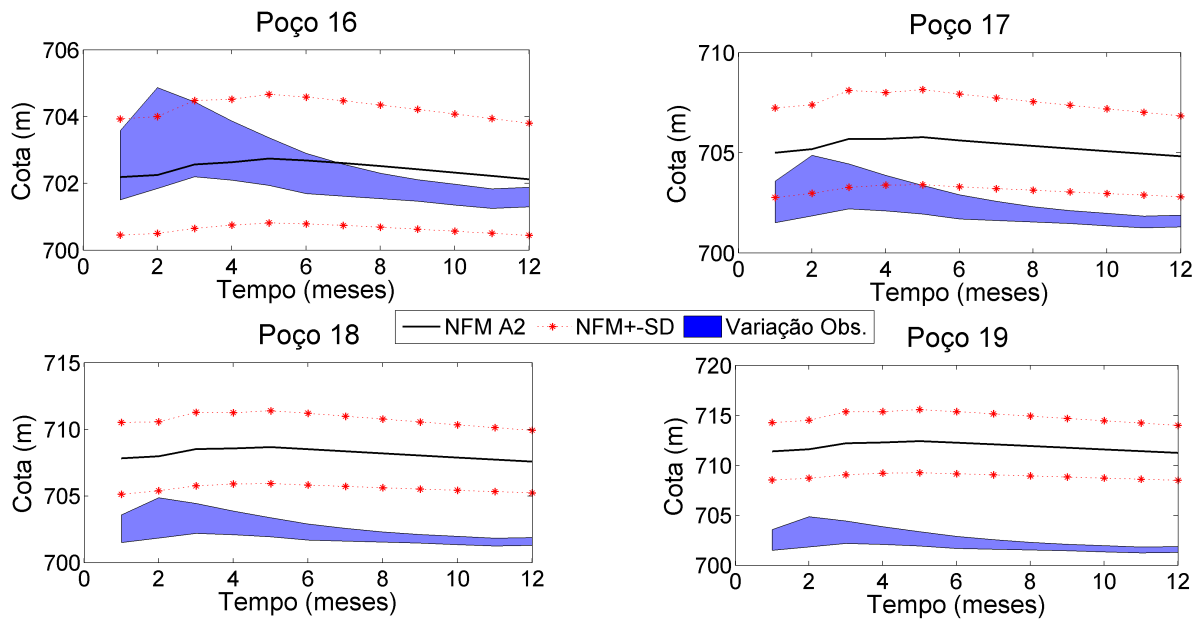 Poço 16
706
704
702
700
0
2
4
6
8
10
12
Cota (m)
Tempo (meses)
Poço 17
710
705
700
0
2
4
6
8
10
12
Cota (m)
Tempo (meses)
NFM A2
NFM+-SD
Variação Obs.
Poço 18
715
710
705
700
0
2
4
6
8
10
12
Cota (m)
Tempo (meses)
Poço 19
720
715
710
705
700
0
2
4
6
8
10
12
Cota (m)
Tempo (meses)